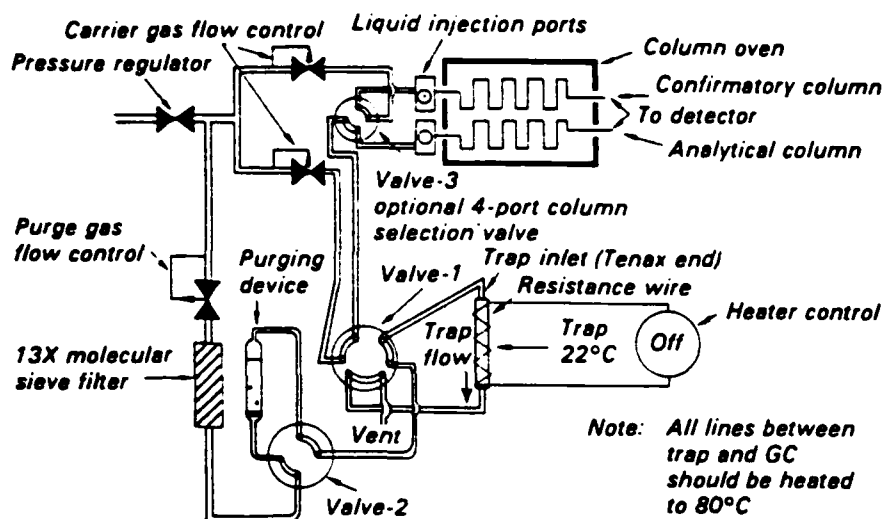 Carrier gas flow control
Pressure regulator
Liquid injection ports
Column oven
Confirmatory column
To detector
Analytical column
Valve-3
optional 4-port column
selection valve
Purge gas
flow control
Purging
device
Valve-1
Trap inlet (Tenax end)
Resistance wire
Heater control
Trap
flow
Trap
22°C
Off
13X molecular
sieve filter
Vent
Valve-2
Note: All lines between
trap and GC
should be heated
to 80°C